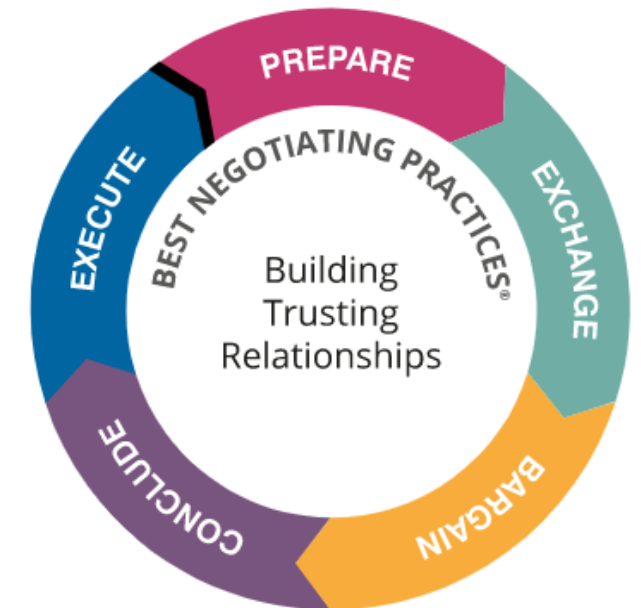 PREPARE
EXCHANGE
BARGAIN
CONCLUDE
EXECUTE
BEST NEGOTIATING PRACTICES®
Building
Trusting
Relationships